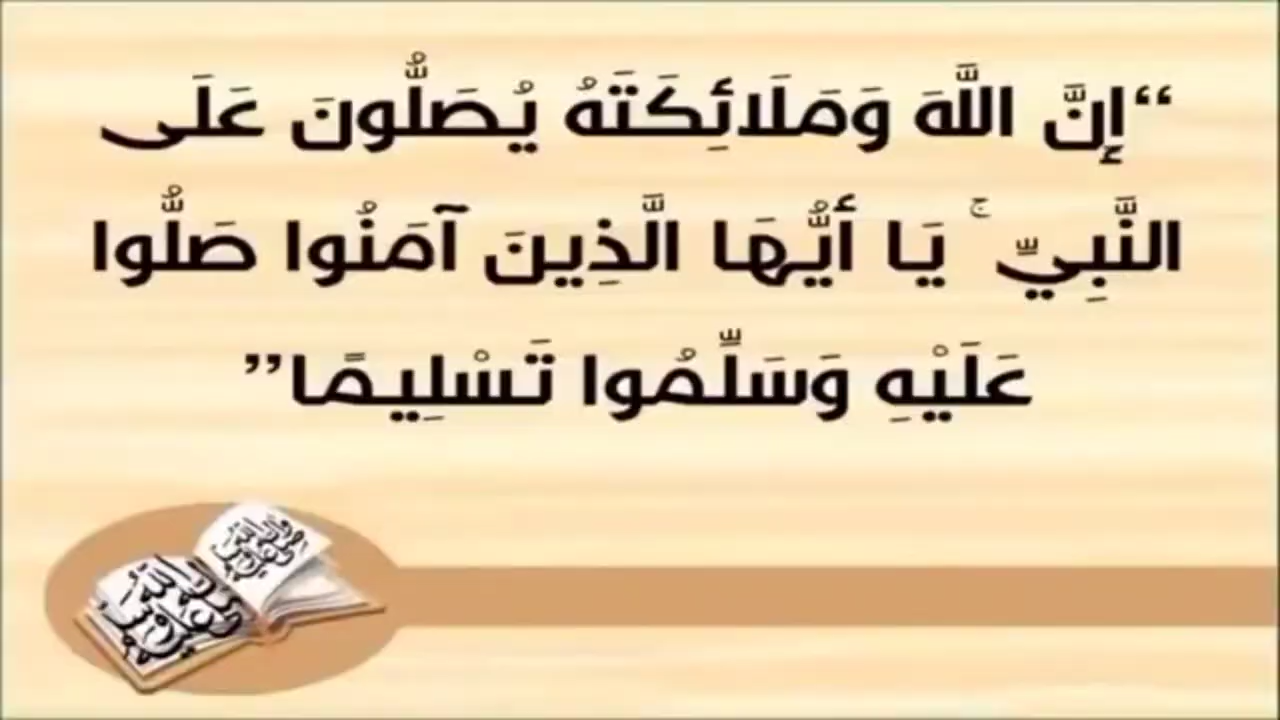 “إِنَّ اللَّهَ وَمَلَائِكَتَهُ يُصَلُّونَ عَلَى
النَّبِيِّ ۚ يَا أَيُّهَا الَّذِينَ آمَنُوا صَلُّوا
عَلَيْهِ وَسَلِّمُوا تَسْلِيمًا”